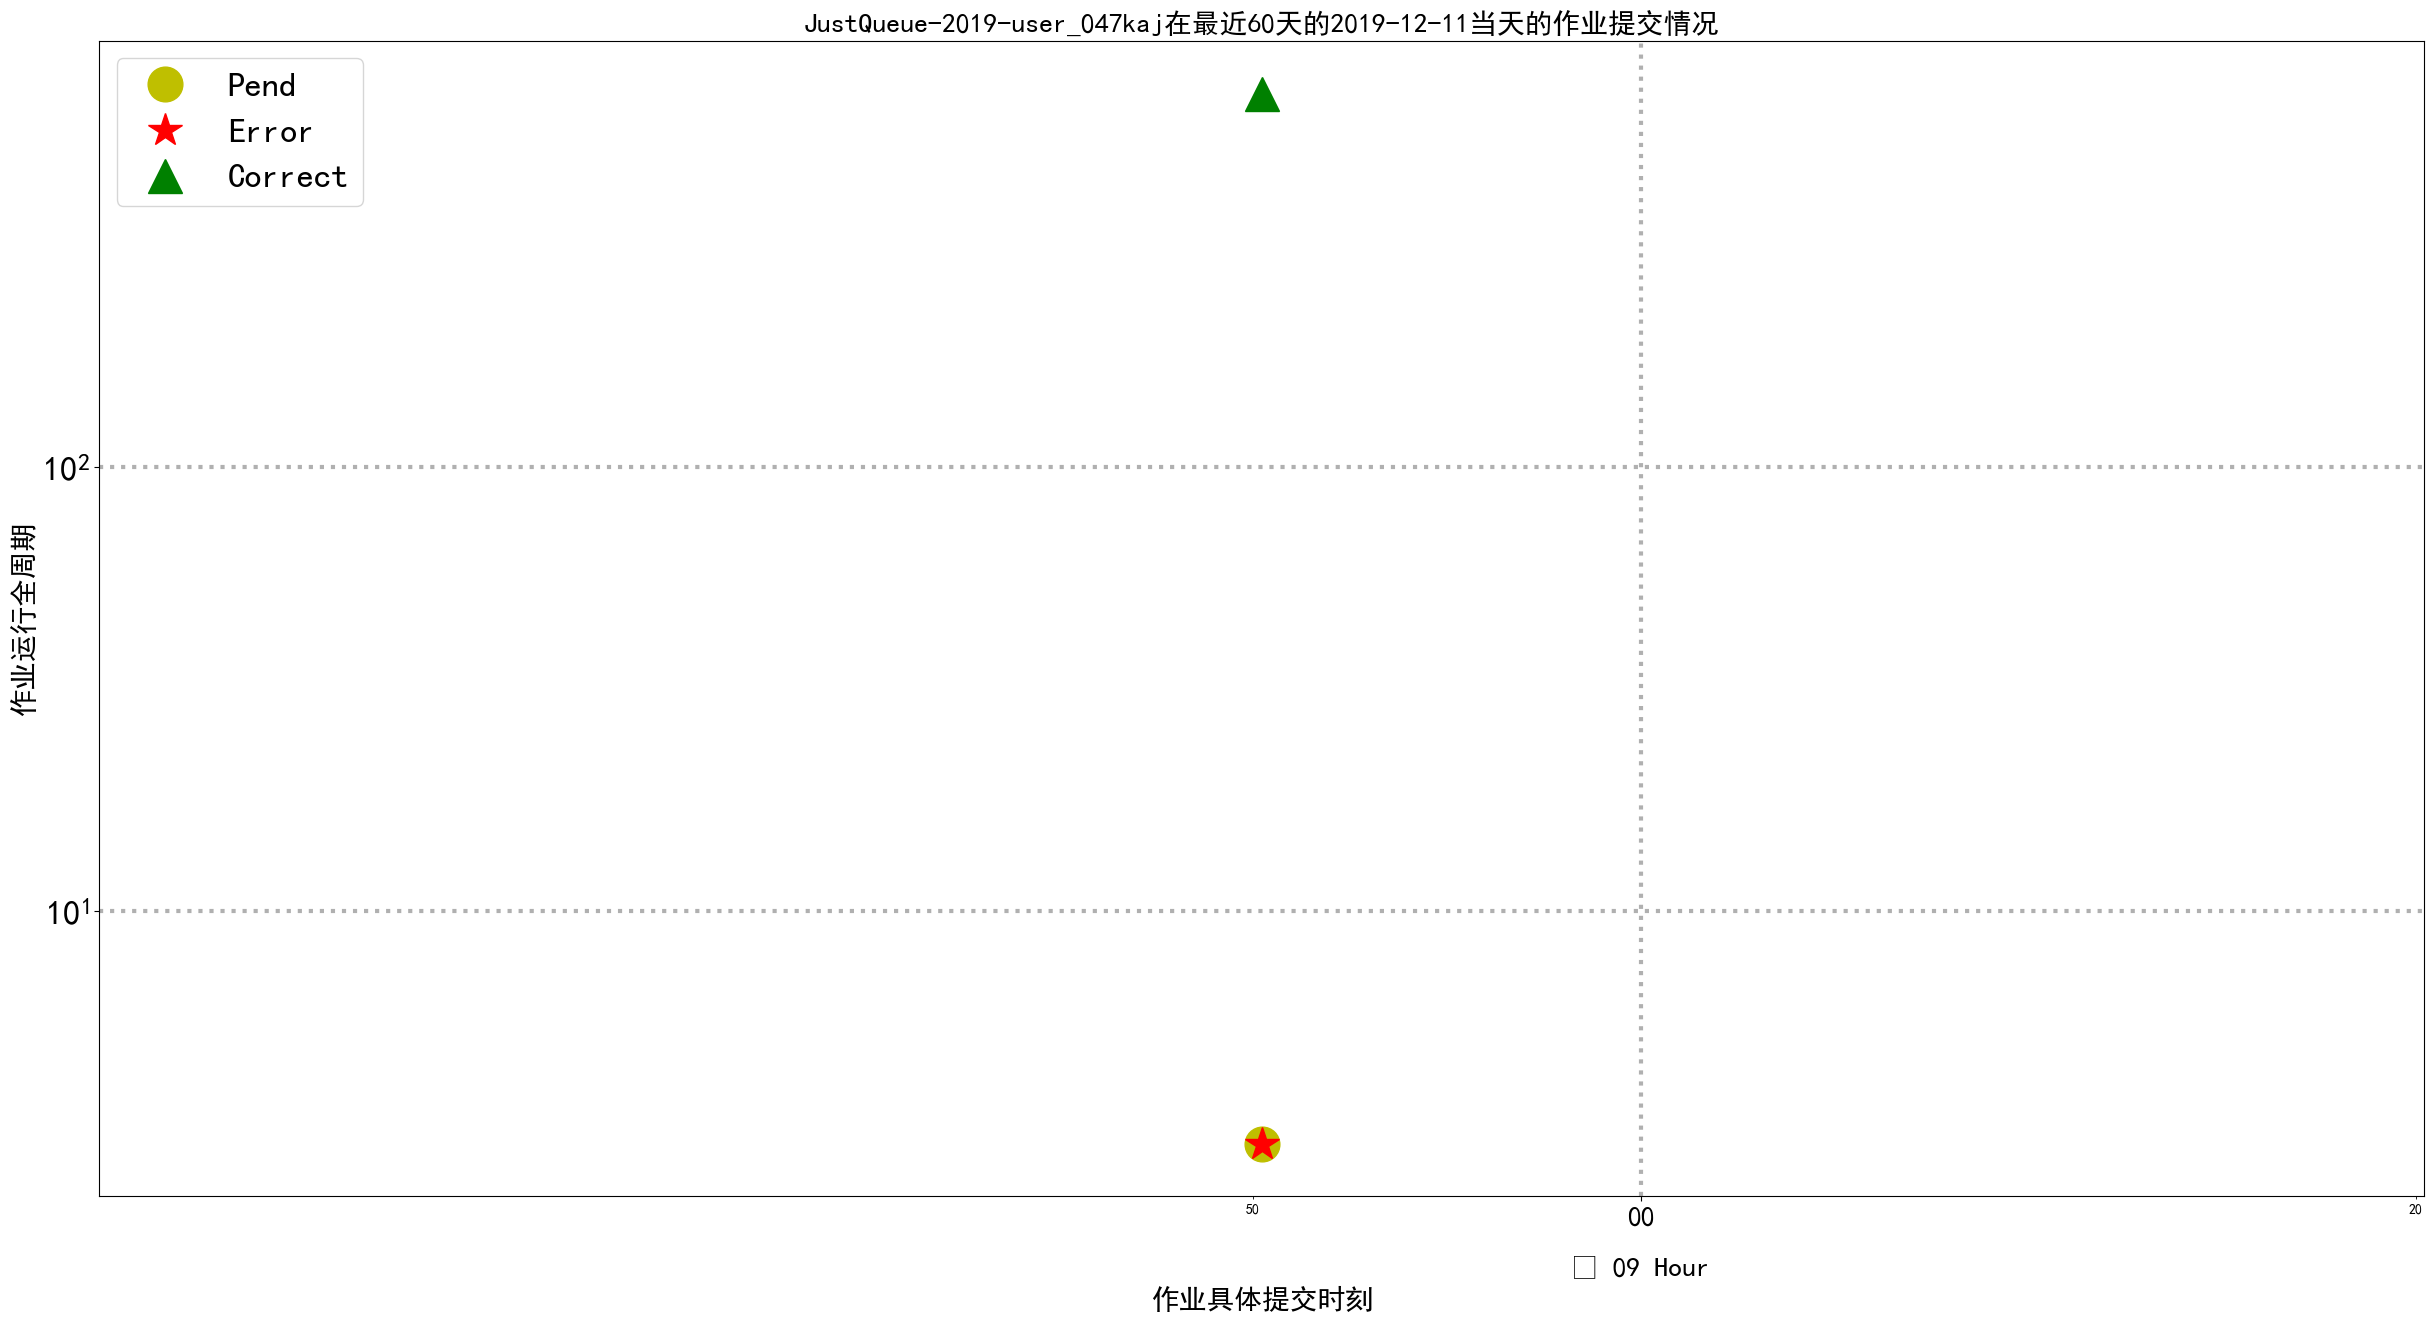 JustQueue-2019-user_047kaj在最近60天的2019-12-11当天的作业提交情况
Pend
Error
Correct
10²
10¹
作业运行全周期
50
00
20
□ 09 Hour
作业具体提交时刻